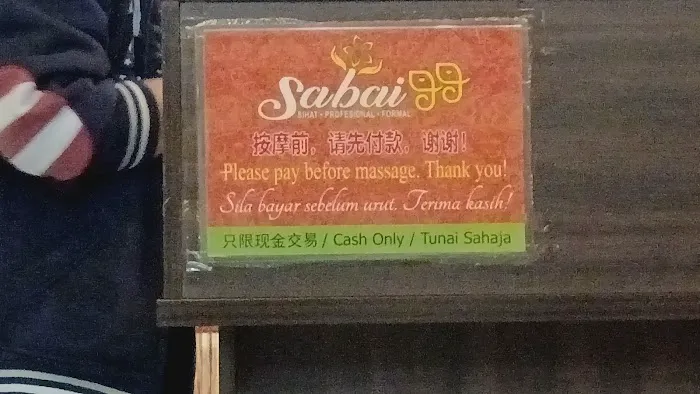 Sabai
SIHAT • PROFESIONAL • FORMAL
按摩前，请先付款，谢谢！
Please pay before massage. Thank you!
Sila bayar sebelum urut. Terima kasih!
只限现金交易 / Cash Only / Tunai Sahaja